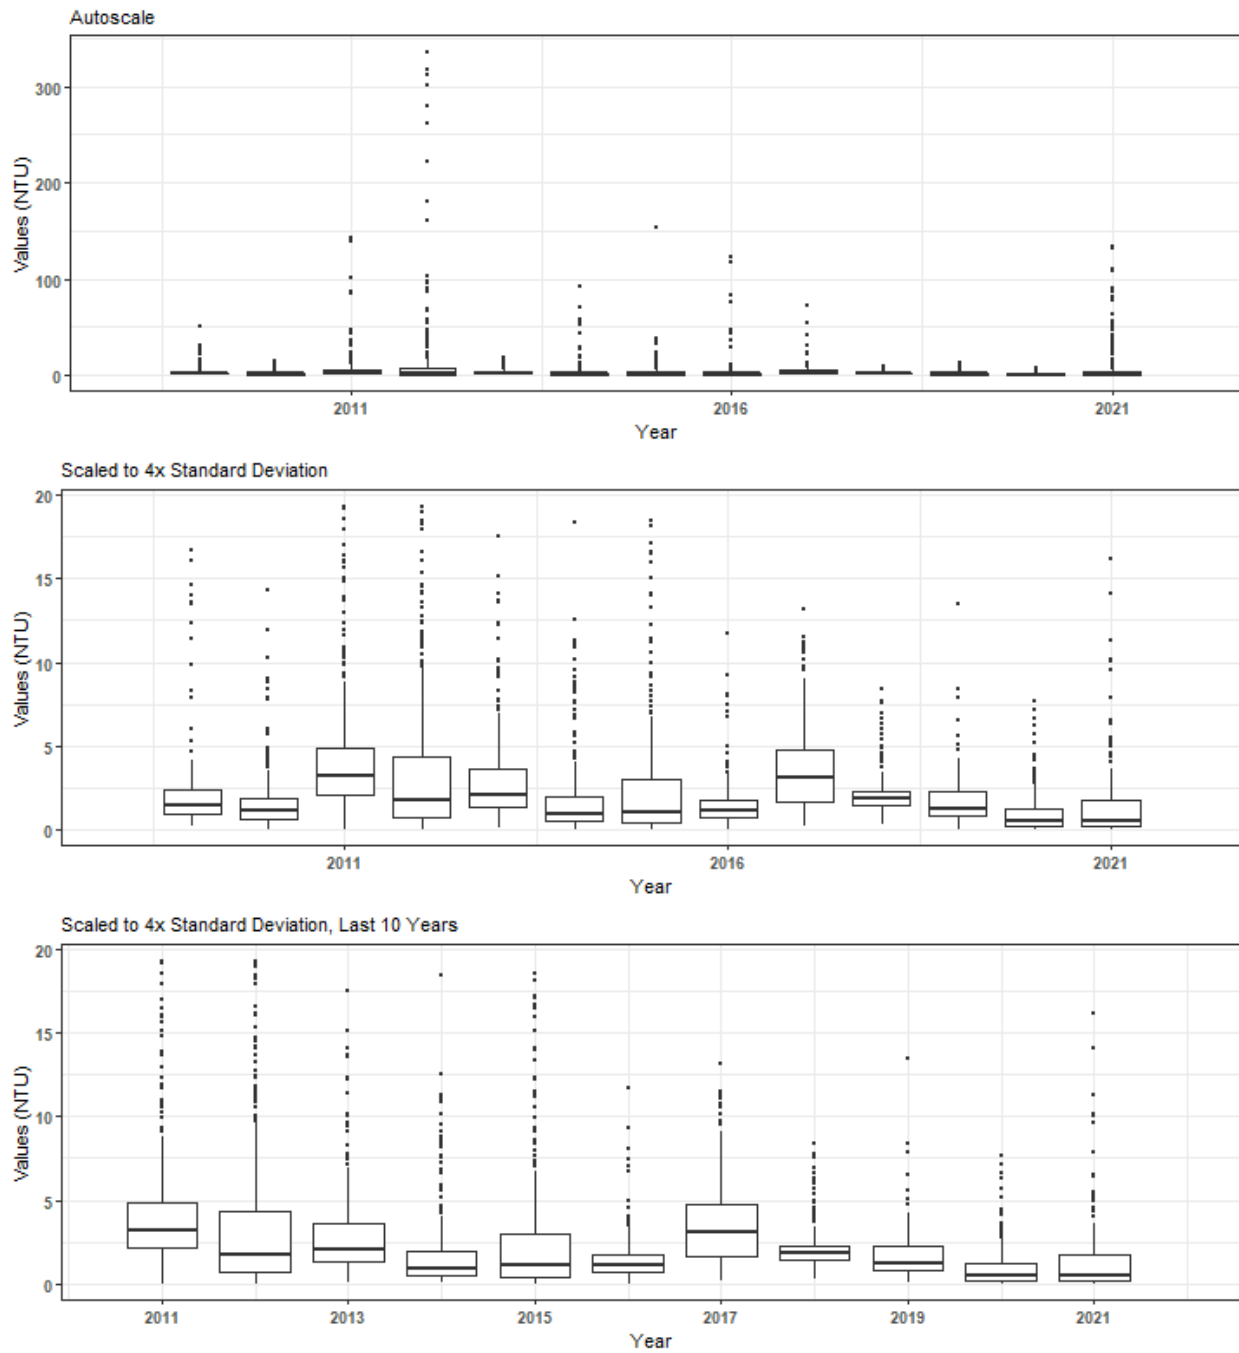 Autoscale
Values (NTU)
300
200
100
0
2011 2016 2021
Year
Scaled to 4x Standard Deviation
Values (NTU)
20
15
10
5
0
2011 2016 2021
Year
Scaled to 4x Standard Deviation, Last 10 Years
Values (NTU)
20
15
10
5
0
2011 2013 2015 2017 2019 2021
Year